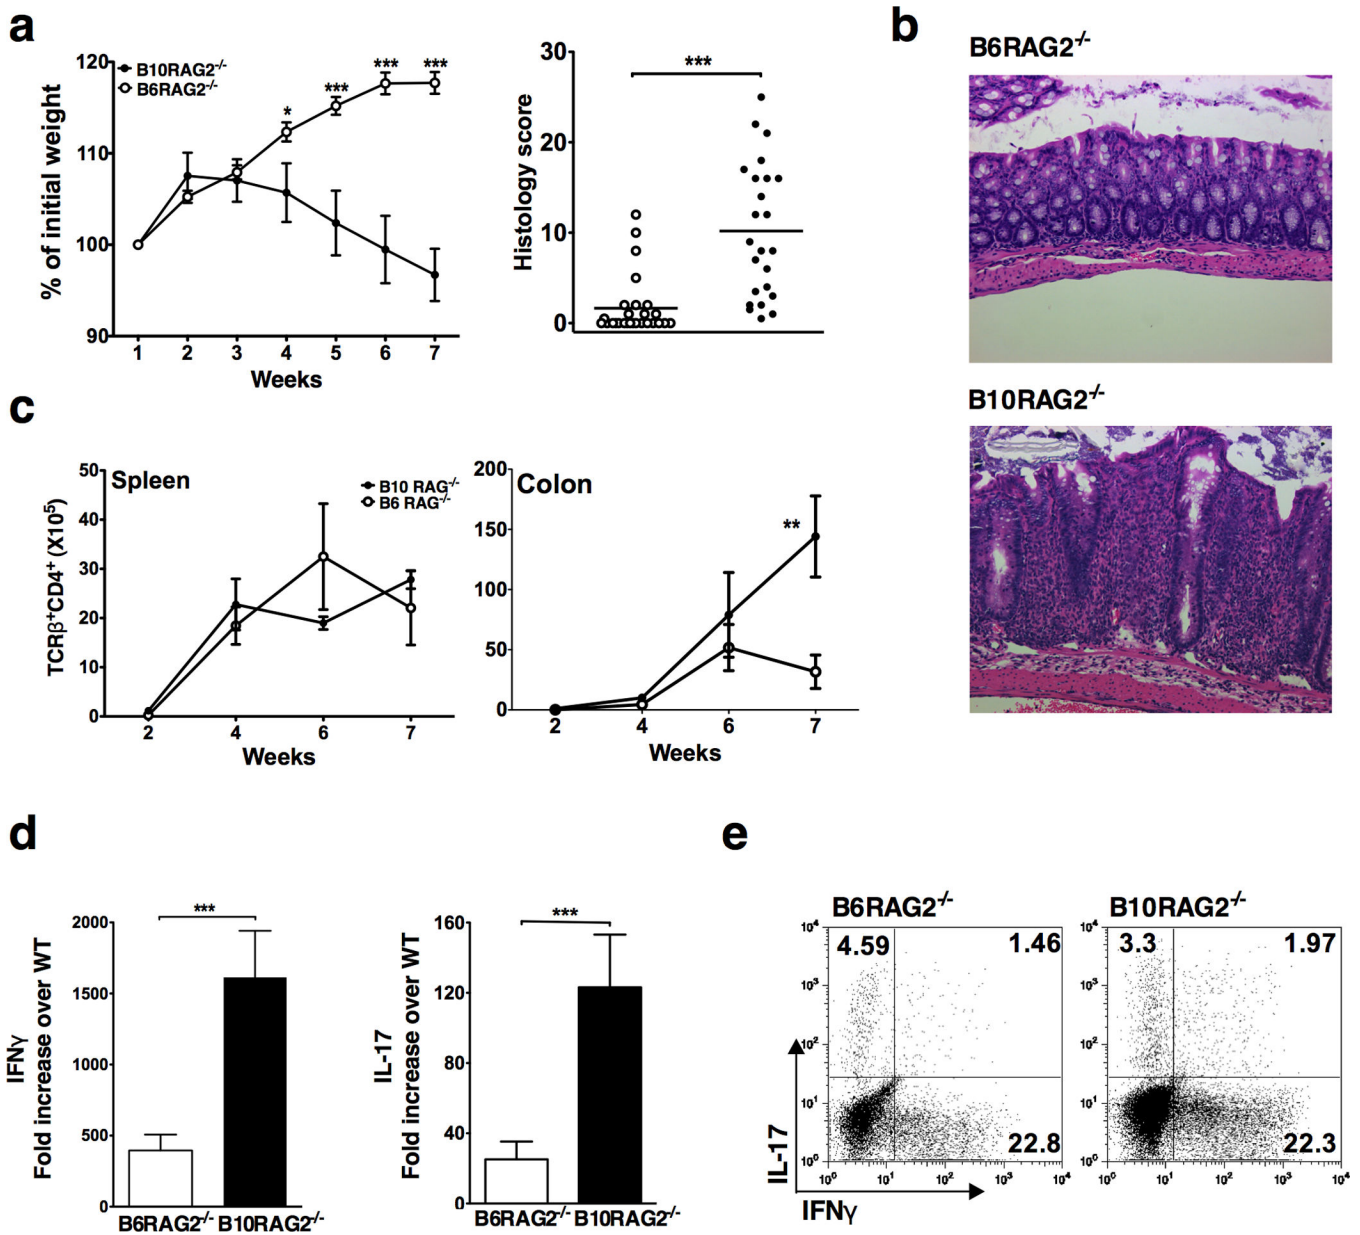 a
120
110
100
90
% of initial weight
B10RAG2-/-
B6RAG2-/-
*
***
***
***
1 2 3 4 5 6 7
Weeks
30
20
10
0
Histology score
***
b
B6RAG2-/-
B10RAG2-/-
c
Spleen
50
40
30
20
10
0
TCRβ+CD4+ (X10⁵)
B10 RAG-/-
B6 RAG-/-
2 4 6 7
Weeks
Colon
200
150
100
50
0
**
2 4 6 7
Weeks
d
2000
1500
1000
500
0
IFNγ
Fold increase over WT
***
B6RAG2-/- B10RAG2-/-
160
120
80
40
0
IL-17
Fold increase over WT
***
B6RAG2-/- B10RAG2-/-
e
B6RAG2-/-
10⁴
10³
10²
10¹
10⁰
4.59 1.46
22.8
10⁰ 10¹ 10² 10³ 10⁴
IL-17
IFNγ
B10RAG2-/-
10⁴
10³
10²
10¹
10⁰
3.3 1.97
22.3
10⁰ 10¹ 10² 10³ 10⁴